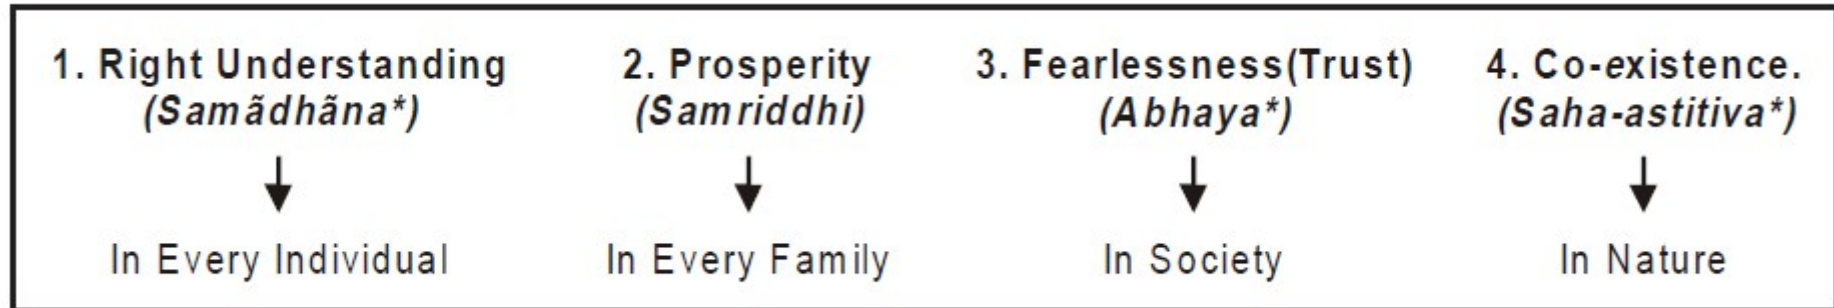 1. Right Understanding 2. Prosperity 3. Fearlessness(Trust) 4. Co-existence.
(Samãdhãna*) (Samriddhi) (Abhaya*) (Saha-astitiva*)
In Every Individual In Every Family In Society In Nature